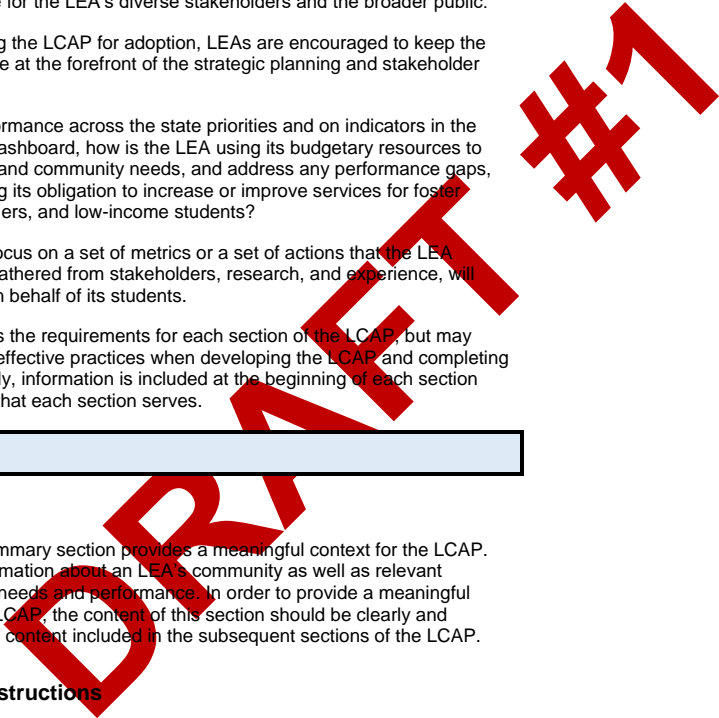 e for the LEA's diverse stakeholders and the broader public.
g the LCAP for adoption, LEAs are encouraged to keep the
e at the forefront of the strategic planning and stakeholder
rmance across the state priorities and on indicators in the
ashboard, how is the LEA using its budgetary resources to
and community needs, and address any performance gaps,
g its obligation to increase or improve services for foster
ers, and low-income students?
ocus on a set of metrics or a set of actions that the LEA
athered from stakeholders, research, and experience, will
n behalf of its students.
s the requirements for each section of the LCAP, but may
effective practices when developing the LCAP and completing
ly, information is included at the beginning of each section
hat each section serves.
mmary section provides a meaningful context for the LCAP.
mation about an LEA's community as well as relevant
needs and performance. In order to provide a meaningful
LCAP, the content of this section should be clearly and
content included in the subsequent sections of the LCAP.
structions
DRAFT #1